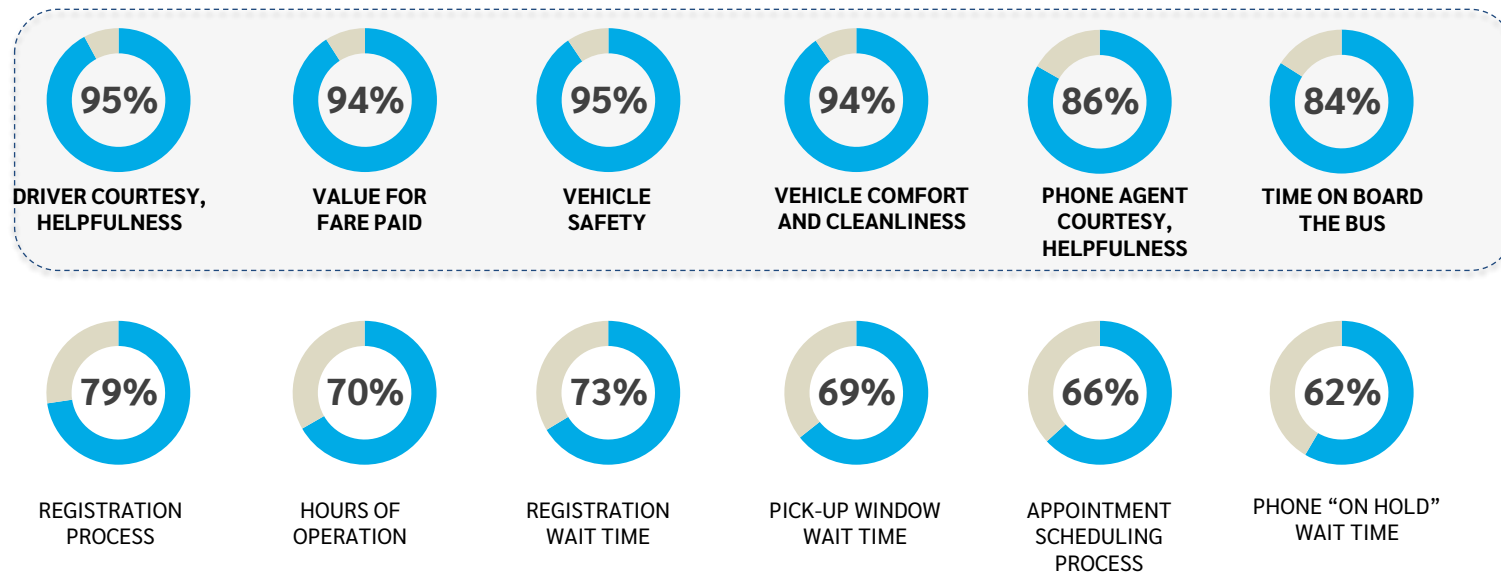 95%
94%
95%
94%
86%
84%
DRIVER COURTESY,
HELPFULNESS
VALUE FOR
FARE PAID
VEHICLE
SAFETY
VEHICLE COMFORT
AND CLEANLINESS
PHONE AGENT
COURTESY,
HELPFULNESS
TIME ON BOARD
THE BUS
79%
70%
73%
69%
66%
62%
REGISTRATION
PROCESS
HOURS OF
OPERATION
REGISTRATION
WAIT TIME
PICK-UP WINDOW
WAIT TIME
APPOINTMENT
SCHEDULING
PROCESS
PHONE “ON HOLD”
WAIT TIME